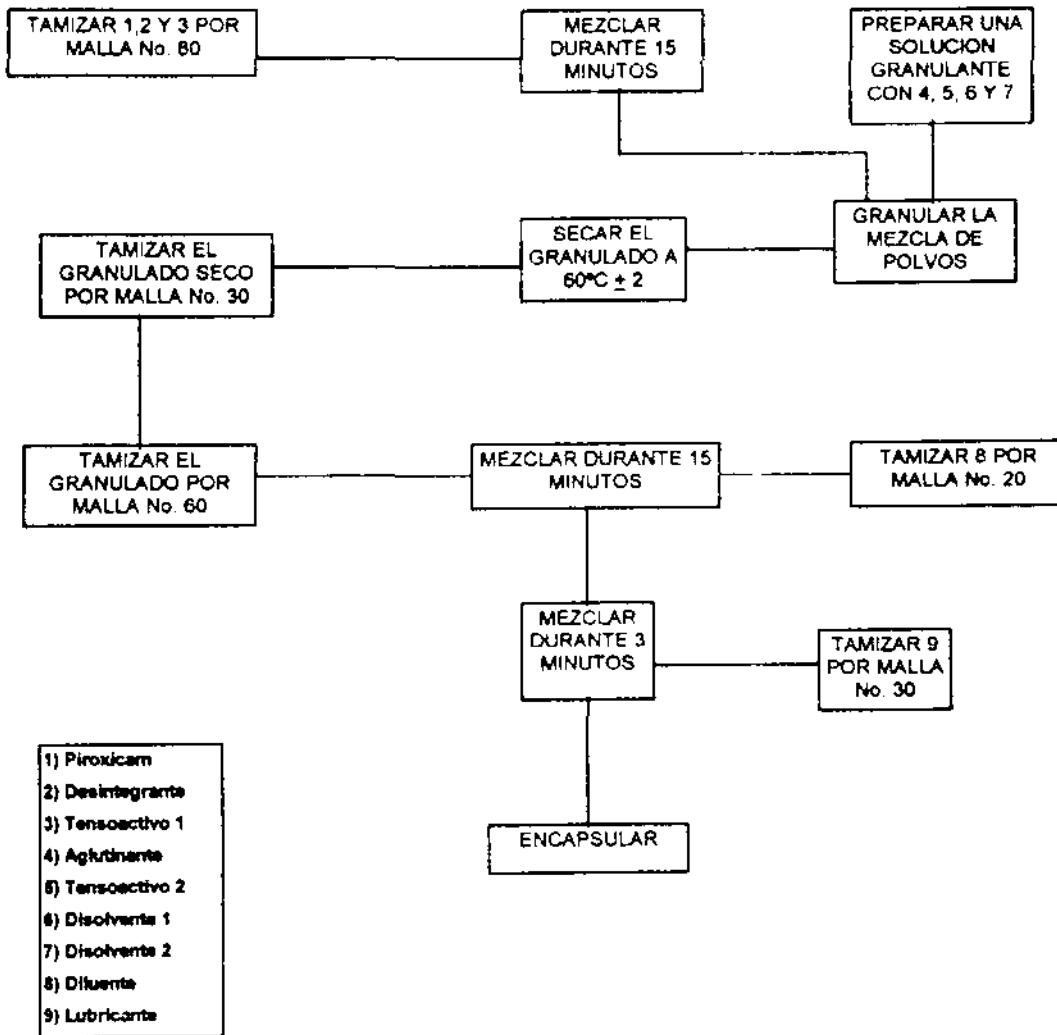 TAMIZAR 1,2 Y 3 POR
MALLA No. 80
MEZCLAR
DURANTE 15
MINUTOS
PREPARAR UNA
SOLUCION
GRANULANTE
CON 4, 5, 6 Y 7
GRANULAR LA
MEZCLA DE
POLVOS
SECAR EL
GRANULADO A
60ºC ± 2
TAMIZAR EL
GRANULADO SECO
POR MALLA No. 30
TAMIZAR EL
GRANULADO POR
MALLA No. 60
MEZCLAR DURANTE 15
MINUTOS
TAMIZAR 8 POR
MALLA No. 20
MEZCLAR
DURANTE 3
MINUTOS
TAMIZAR 9
POR MALLA
No. 30
ENCAPSULAR
1) Piroxicam
2) Desintegrante
3) Tensoactivo 1
4) Aglutinante
5) Tensoactivo 2
6) Disolvente 1
7) Disolvente 2
8) Diluente
9) Lubricante